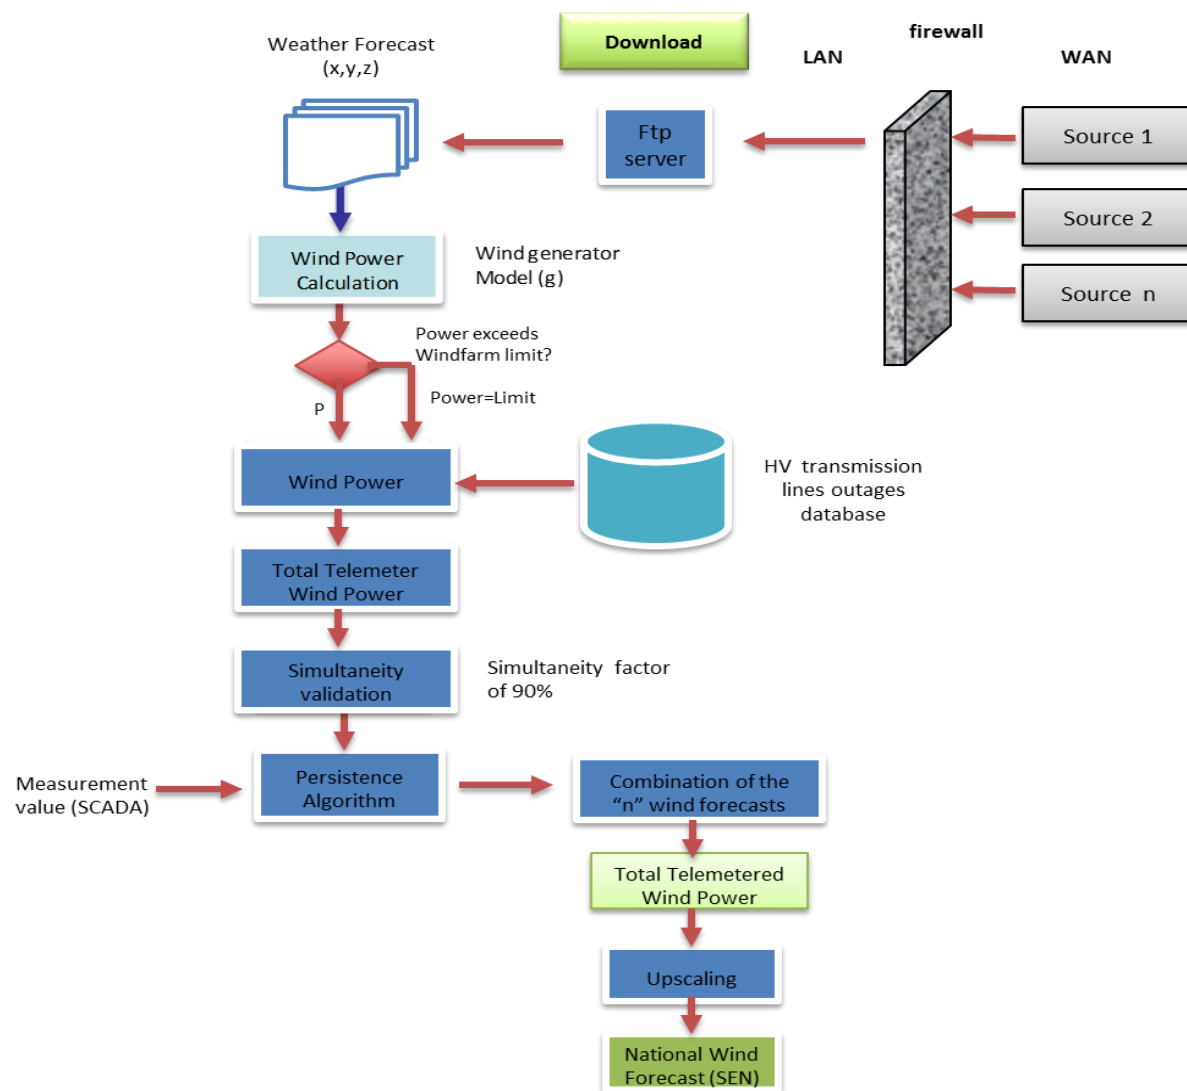 Weather Forecast
(x,y,z)
Download
LAN
firewall
WAN
Ftp
server
Source 1
Source 2
Source n
Wind Power
Calculation
Wind generator
Model (g)
Power exceeds
Windfarm limit?
P
Power=Limit
Wind Power
HV transmission
lines outages
database
Total Telemeter
Wind Power
Simultaneity
validation
Simultaneity factor
of 90%
Measurement
value (SCADA)
Persistence
Algorithm
Combination of the
“n” wind forecasts
Total Telemetered
Wind Power
Upscaling
National Wind
Forecast (SEN)